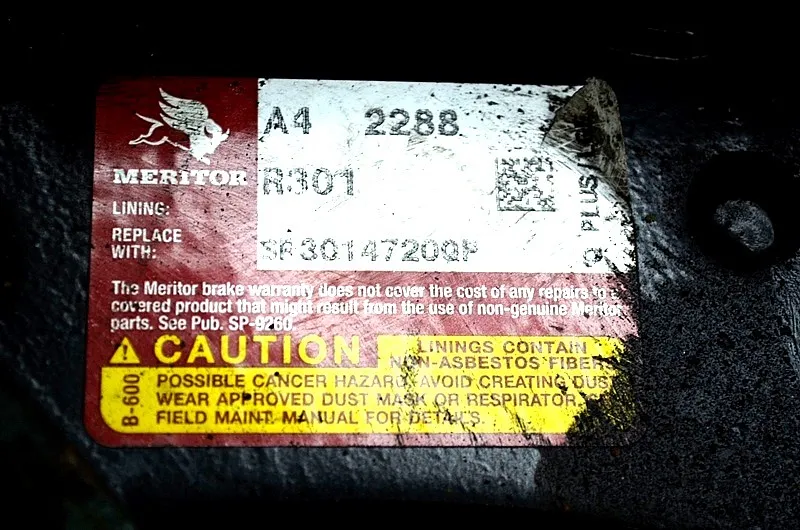 A4 2288
MERITOR
R301
LINING:
Q PLUS
REPLACE
WITH:
SR3014720QP
The Meritor brake warranty does not cover the cost of any repairs to
covered product that might result from the use of non-genuine Meritor
parts. See Pub. SP-9260.
CAUTION
LININGS CONTAIN
NON-ASBESTOS FIBERS
B-600
POSSIBLE CANCER HAZARD. AVOID CREATING DUST
WEAR APPROVED DUST MASK OR RESPIRATOR.
FIELD MAINT. MANUAL FOR DETAILS.